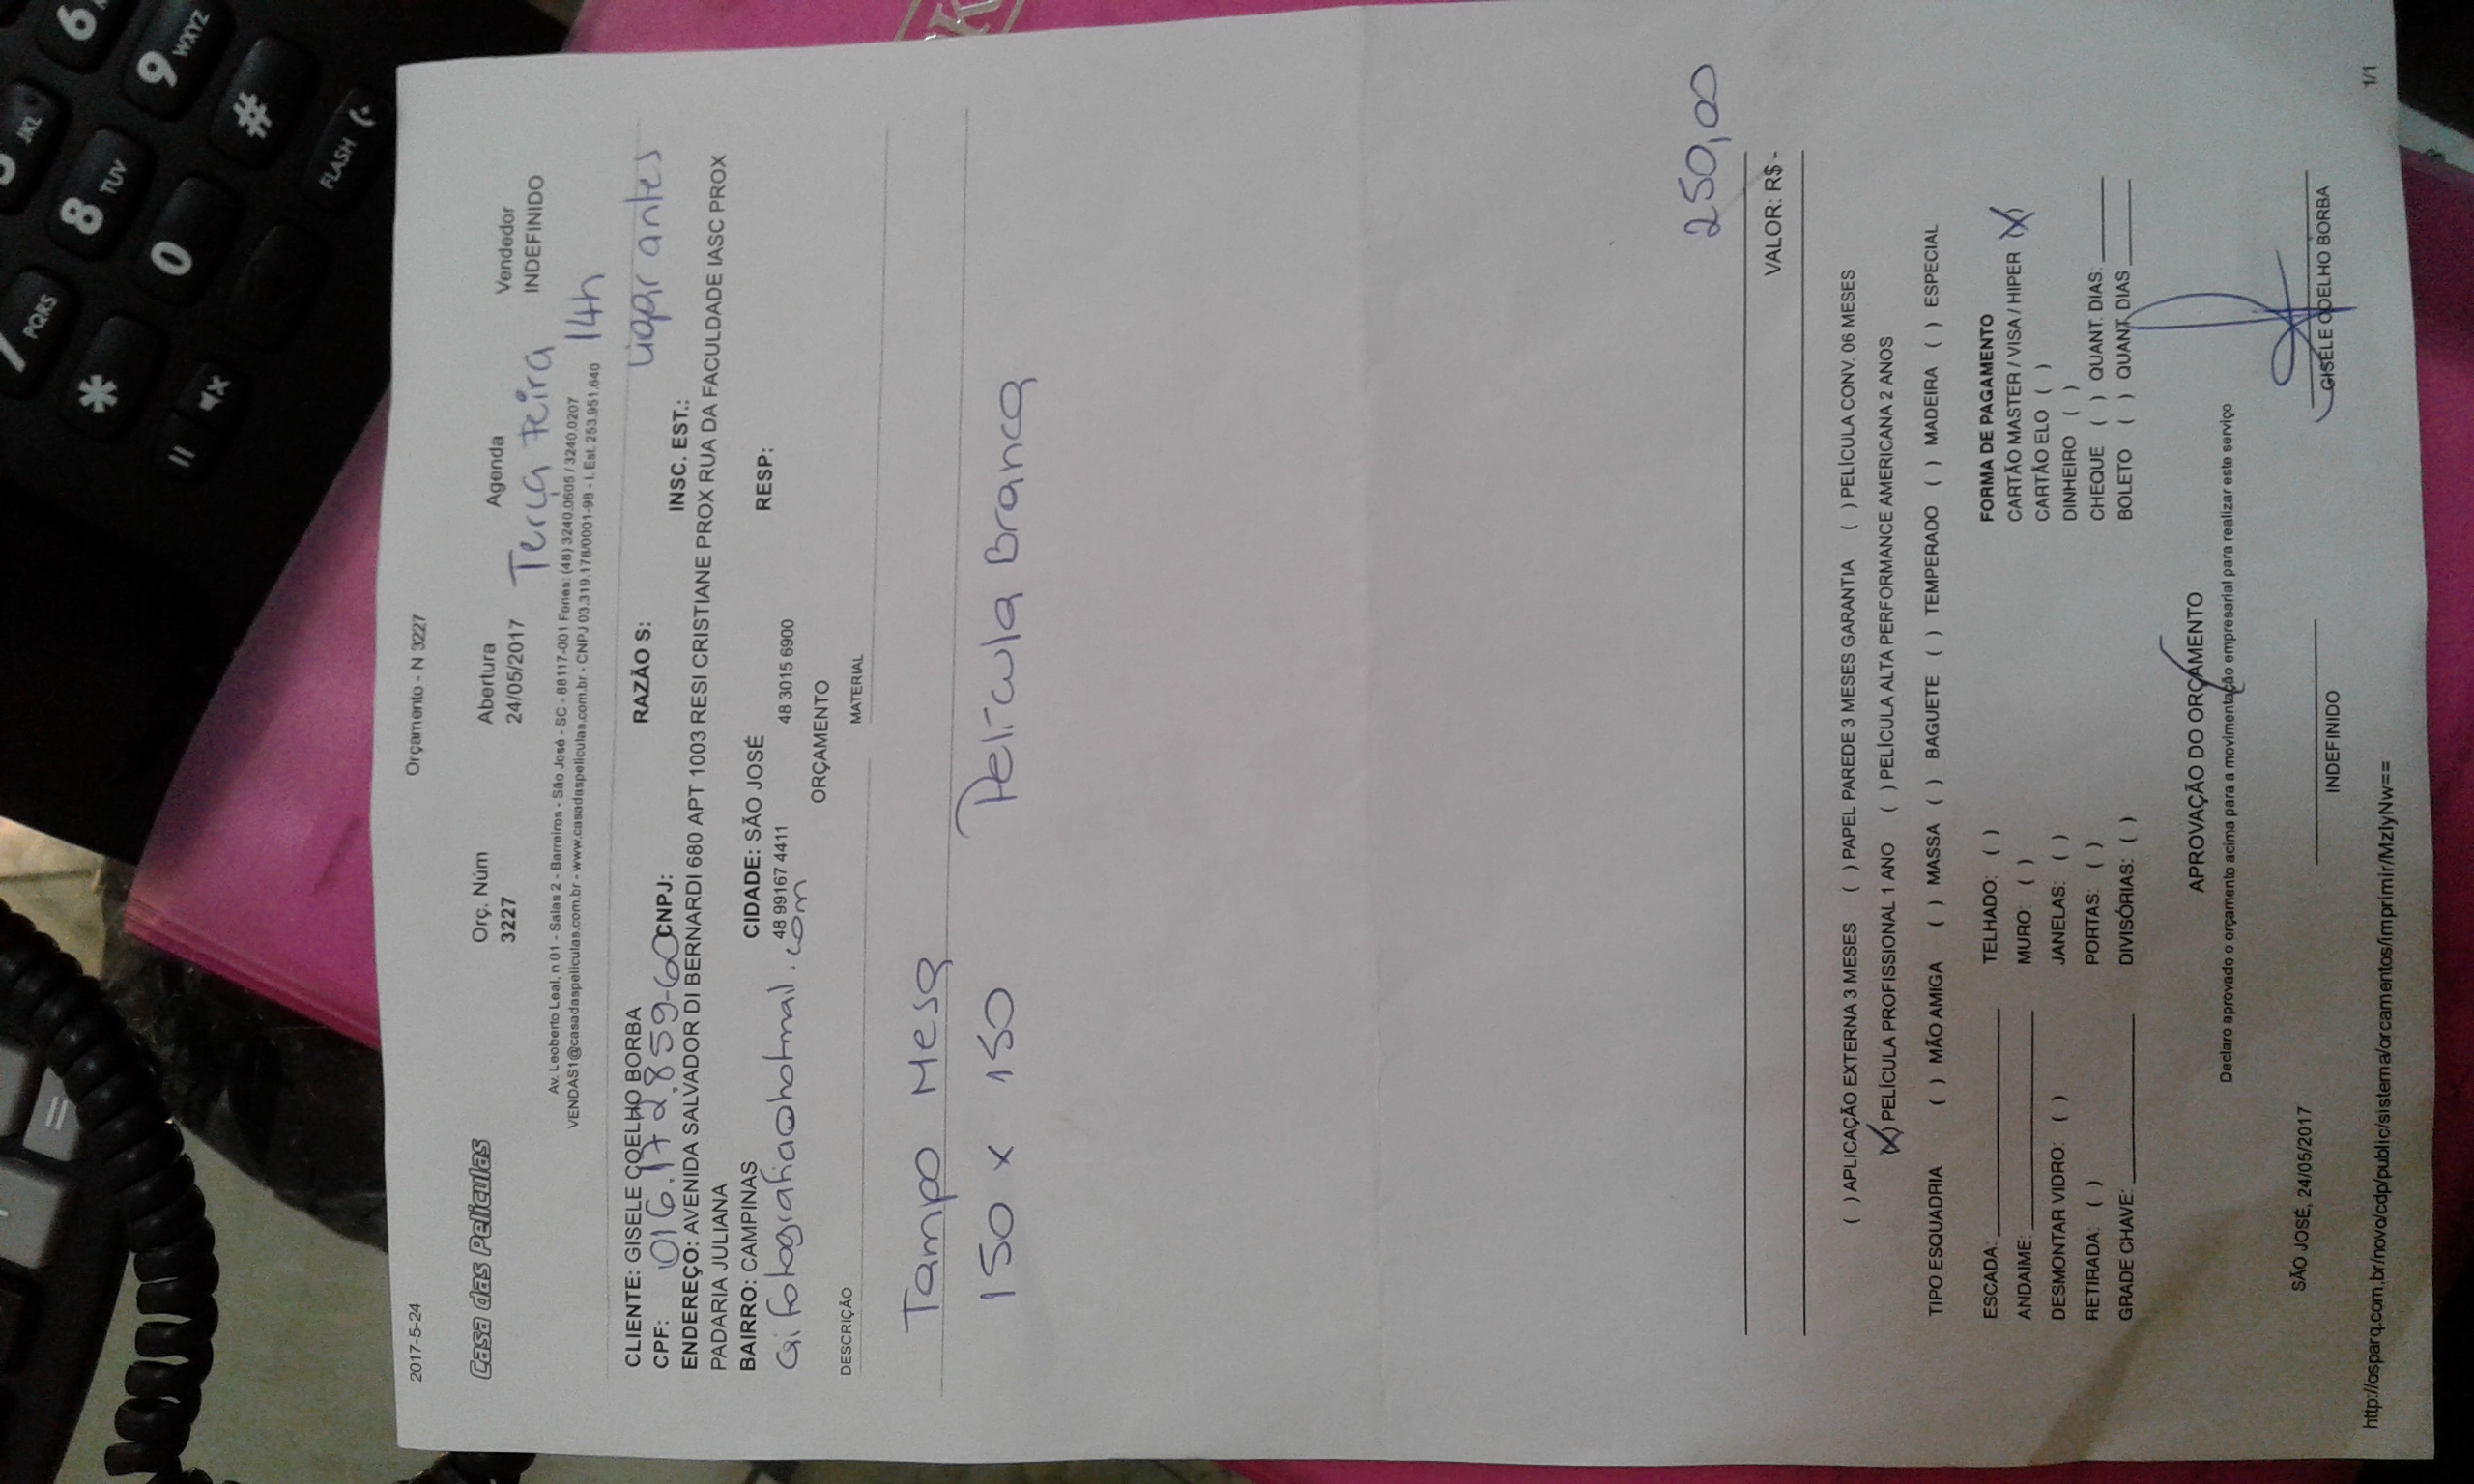 2017-5-24 Orçamento - N 3227
Casa das Películas
Orç. Núm Abertura Agenda Vendedor
3227 24/05/2017 Terça Feira INDEFINIDO
Av. Leoberto Leal, n 01 - Salas 2 - Barreiros - São José - SC - 88117-001 Fones: (48) 3240.0605 / 3240.0207
14h
VENDAS1@casadaspeliculas.com.br - www.casadaspeliculas.com.br - CNPJ 03.319.178/0001-98 - I. Est. 253.951.640
Ligar antes
CLIENTE: GISELE COELHO BORBA RAZÃO S:
CPF: 016.172.859-60 CNPJ: INSC. EST.:
ENDEREÇO: AVENIDA SALVADOR DI BERNARDI 680 APT 1003 RESI CRISTIANE PROX RUA DA FACULDADE IASC PROX
PADARIA JULIANA
BAIRRO: CAMPINAS CIDADE: SÃO JOSÉ RESP:
48 99167 4411 48 3015 6900
Gifotografia@hotmail.com
ORÇAMENTO
DESCRIÇÃO MATERIAL
Tampo Mesa
150 x 150 Película Branca
250,00
VALOR: R$ -
( ) APLICAÇÃO EXTERNA 3 MESES ( ) PAPEL PAREDE 3 MESES GARANTIA ( ) PELÍCULA CONV. 06 MESES
(X) PELÍCULA PROFISSIONAL 1 ANO ( ) PELÍCULA ALTA PERFORMANCE AMERICANA 2 ANOS
TIPO ESQUADRIA ( ) MÃO AMIGA ( ) MASSA ( ) BAGUETE ( ) TEMPERADO ( ) MADEIRA ( ) ESPECIAL
ESCADA: TELHADO: ( ) FORMA DE PAGAMENTO
ANDAIME: MURO: ( ) CARTÃO MASTER / VISA / HIPER (X)
DESMONTAR VIDRO: ( ) JANELAS: ( ) CARTÃO ELO ( )
RETIRADA: ( ) PORTAS: ( ) DINHEIRO ( )
GRADE CHAVE: DIVISÓRIAS: ( ) CHEQUE ( ) QUANT. DIAS:
BOLETO ( ) QUANT. DIAS
APROVAÇÃO DO ORÇAMENTO
Declaro aprovado o orçamento acima para a movimentação empresarial para realizar este serviço
SÃO JOSÉ, 24/05/2017
INDEFINIDO GISELE COELHO BORBA
http://osparq.com.br/novo/cdp/public/sistema/orcamentos/imprimir/MzIyNw== 1/1
6
9 WXYZ
#
FLASH
JKL
8 TUV
0
PQRS
*
=